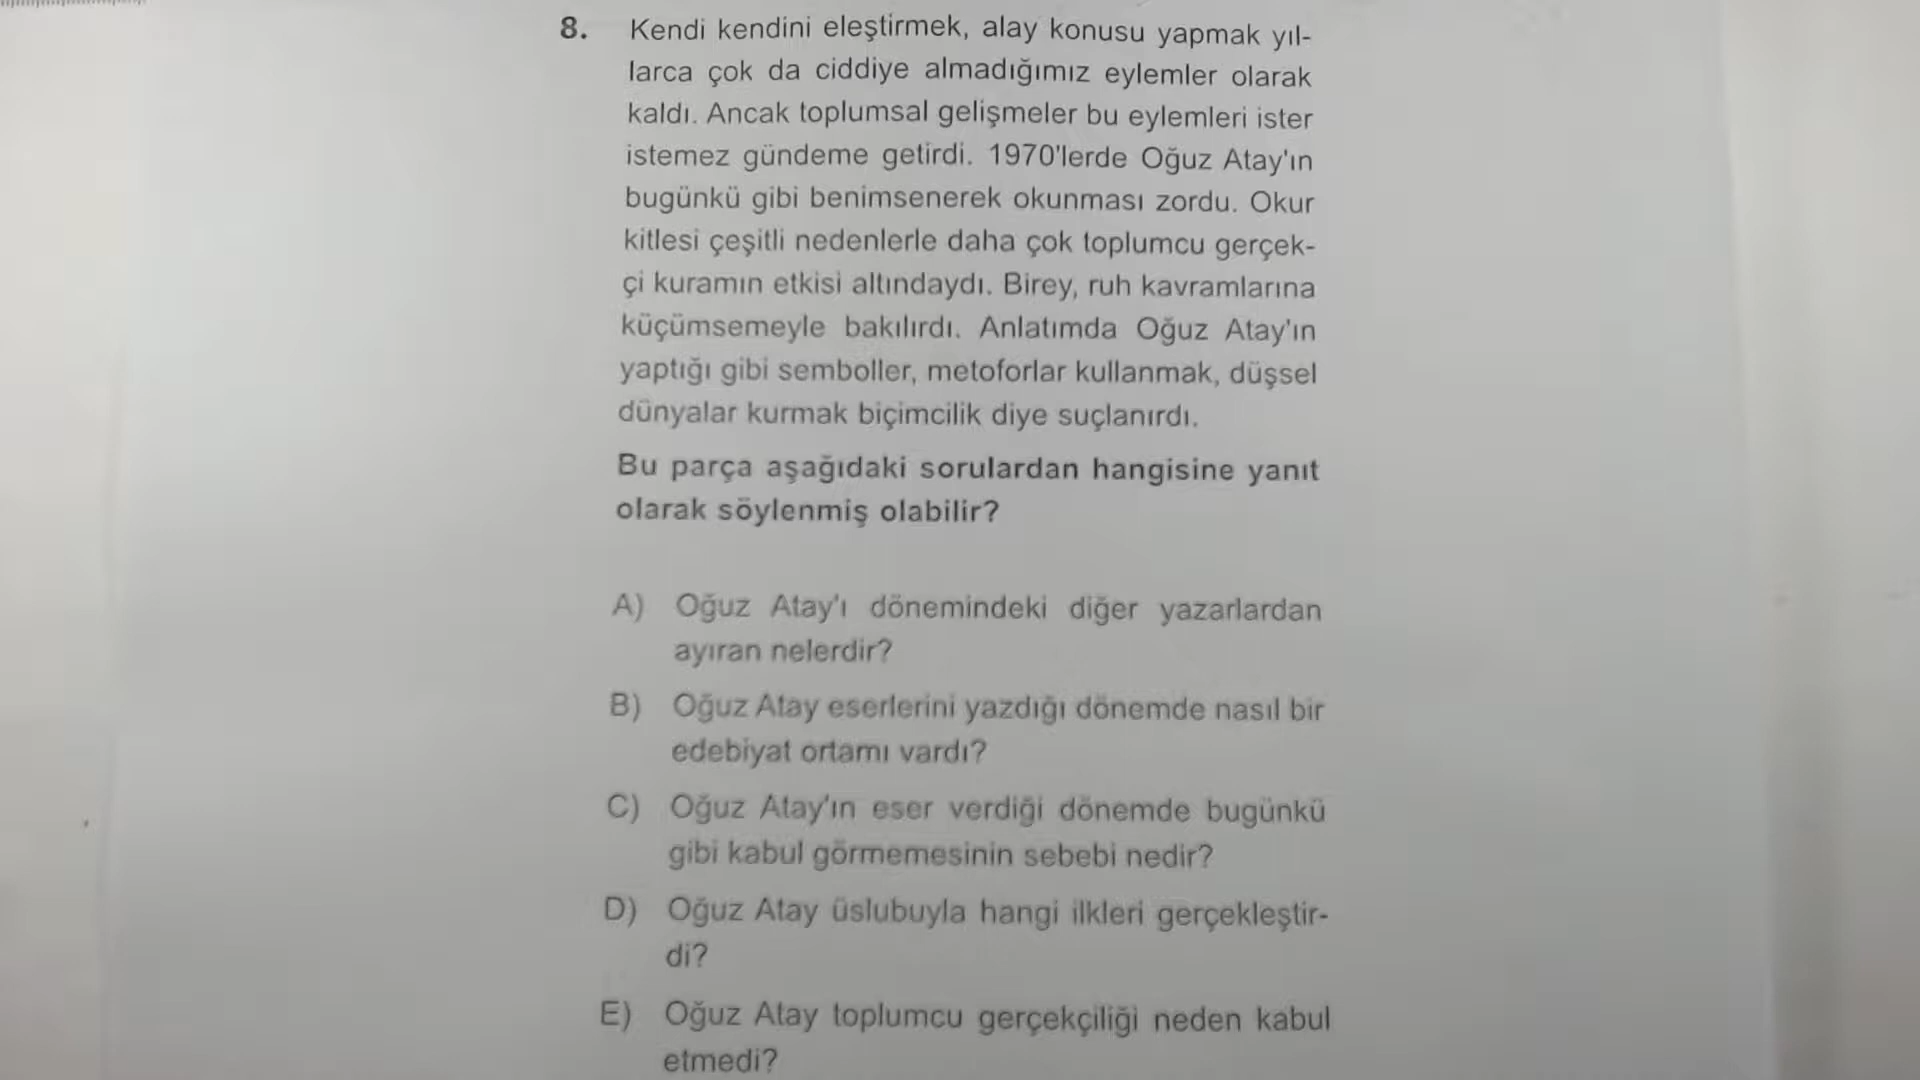 8. Kendi kendini eleştirmek, alay konusu yapmak yıl-
larca çok da ciddiye almadığımız eylemler olarak
kaldı. Ancak toplumsal gelişmeler bu eylemleri ister
istemez gündeme getirdi. 1970'lerde Oğuz Atay'ın
bugünkü gibi benimsenerek okunması zordu. Okur
kitlesi çeşitli nedenlerle daha çok toplumcu gerçek-
çi kuramın etkisi altındaydı. Birey, ruh kavramlarına
küçümsemeyle bakılırdı. Anlatımda Oğuz Atay'ın
yaptığı gibi semboller, metoforlar kullanmak, düşsel
dünyalar kurmak biçimcilik diye suçlanırdı.
Bu parça aşağıdaki sorulardan hangisine yanıt
olarak söylenmiş olabilir?
A) Oğuz Atay'ı dönemindeki diğer yazarlardan
ayıran nelerdir?
B) Oğuz Atay eserlerini yazdığı dönemde nasıl bir
edebiyat ortamı vardı?
C) Oğuz Atay'ın eser verdiği dönemde bugünkü
gibi kabul görmemesinin sebebi nedir?
D) Oğuz Atay üslubuyla hangi ilkleri gerçekleştir-
di?
E) Oğuz Atay toplumcu gerçekçiliği neden kabul
etmedi?